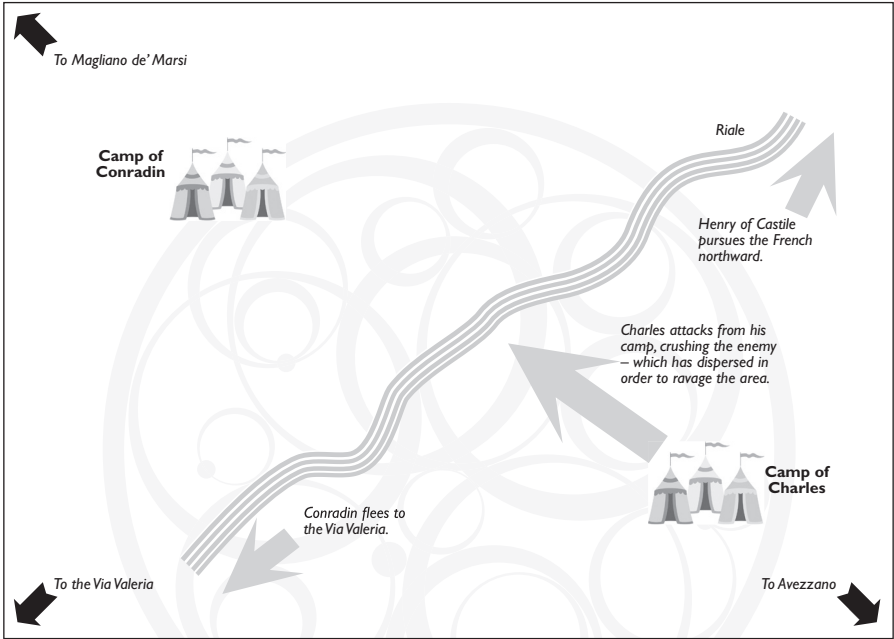 To Magliano de’ Marsi
Riale
Camp of
Conradin
Henry of Castile
pursues the French
northward.
Charles attacks from his
camp, crushing the enemy
– which has dispersed in
order to ravage the area.
Camp of
Charles
Conradin flees to
the Via Valeria.
To the Via Valeria
To Avezzano